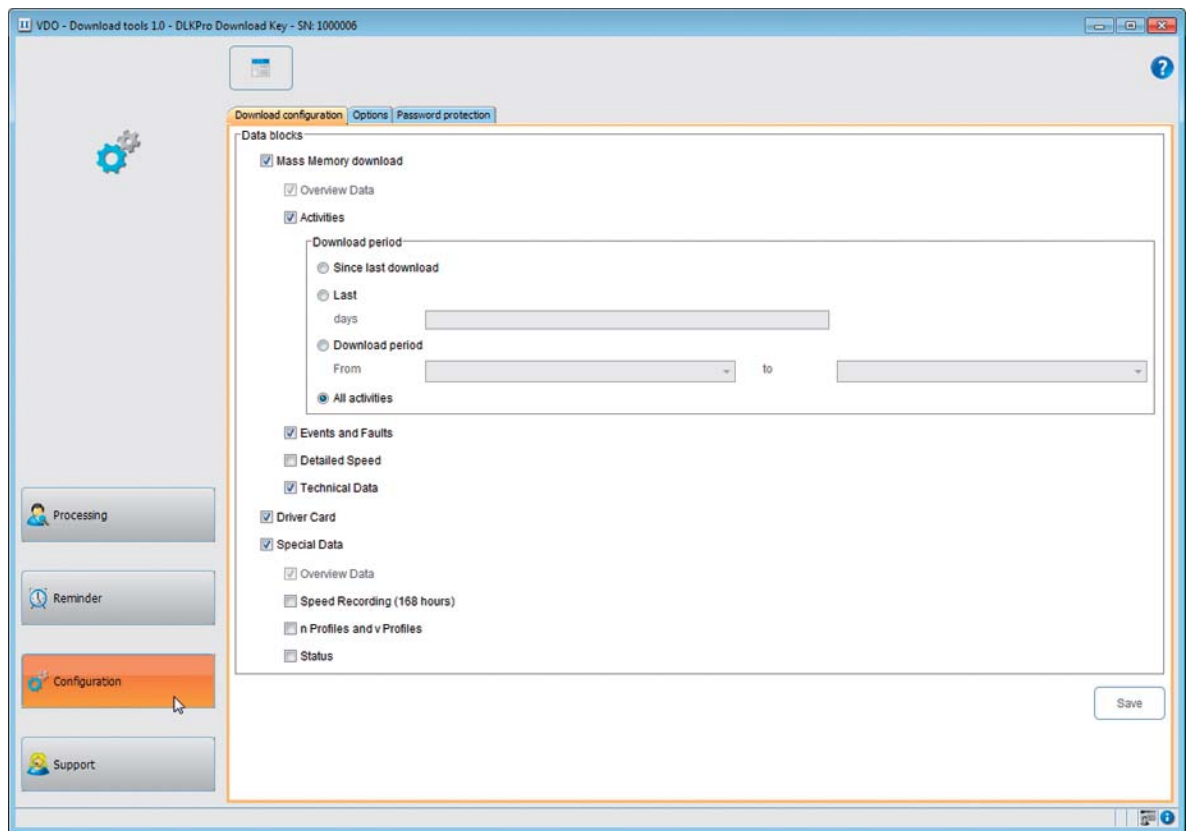 VDO - Download tools 1.0 - DLKPro Download Key - SN: 1000006
Download configuration Options Password protection
Data blocks
Mass Memory download
Overview Data
Activities
Download period
Since last download
Last
days
Download period
From to
All activities
Events and Faults
Detailed Speed
Technical Data
Driver Card
Special Data
Overview Data
Speed Recording (168 hours)
n Profiles and v Profiles
Status
Save
Processing
Reminder
Configuration
Support